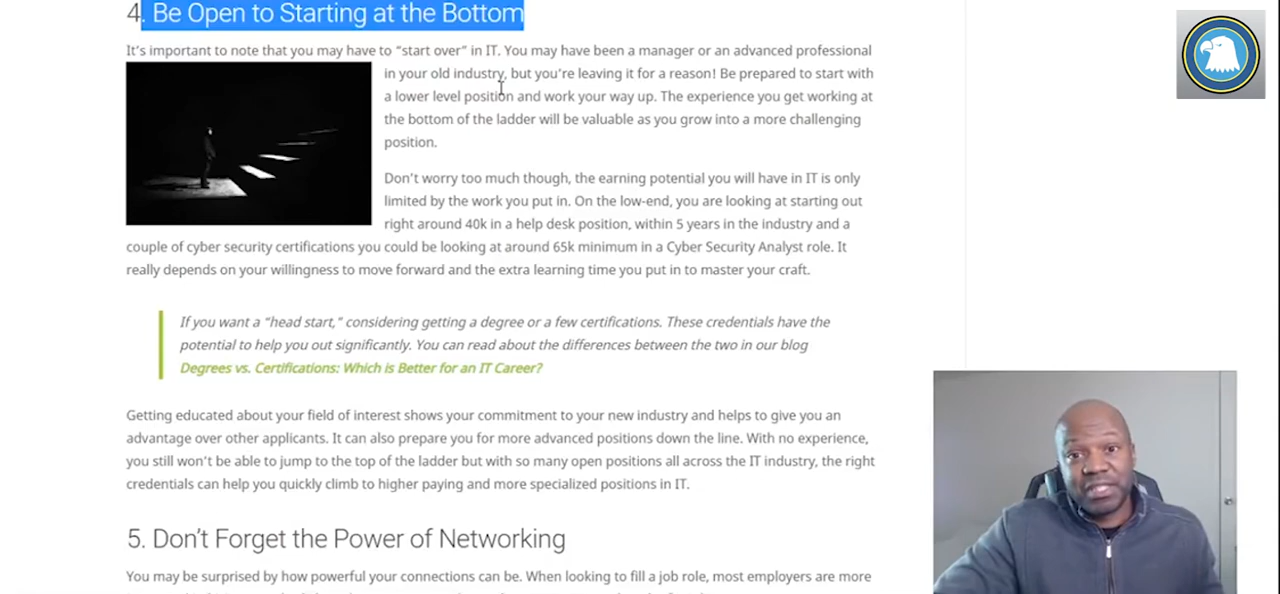 4. Be Open to Starting at the Bottom
It's important to note that you may have to “start over” in IT. You may have been a manager or an advanced professional
in your old industry, but you're leaving it for a reason! Be prepared to start with
a lower level position and work your way up. The experience you get working at
the bottom of the ladder will be valuable as you grow into a more challenging
position.
Don't worry too much though, the earning potential you will have in IT is only
limited by the work you put in. On the low-end, you are looking at starting out
right around 40k in a help desk position, within 5 years in the industry and a
couple of cyber security certifications you could be looking at around 65k minimum in a Cyber Security Analyst role. It
really depends on your willingness to move forward and the extra learning time you put in to master your craft.
If you want a “head start,” considering getting a degree or a few certifications. These credentials have the
potential to help you out significantly. You can read about the differences between the two in our blog
Degrees vs. Certifications: Which is Better for an IT Career?
Getting educated about your field of interest shows your commitment to your new industry and helps to give you an
advantage over other applicants. It can also prepare you for more advanced positions down the line. With no experience,
you still won't be able to jump to the top of the ladder but with so many open positions all across the IT industry, the right
credentials can help you quickly climb to higher paying and more specialized positions in IT.
5. Don't Forget the Power of Networking
You may be surprised by how powerful your connections can be. When looking to fill a job role, most employers are more